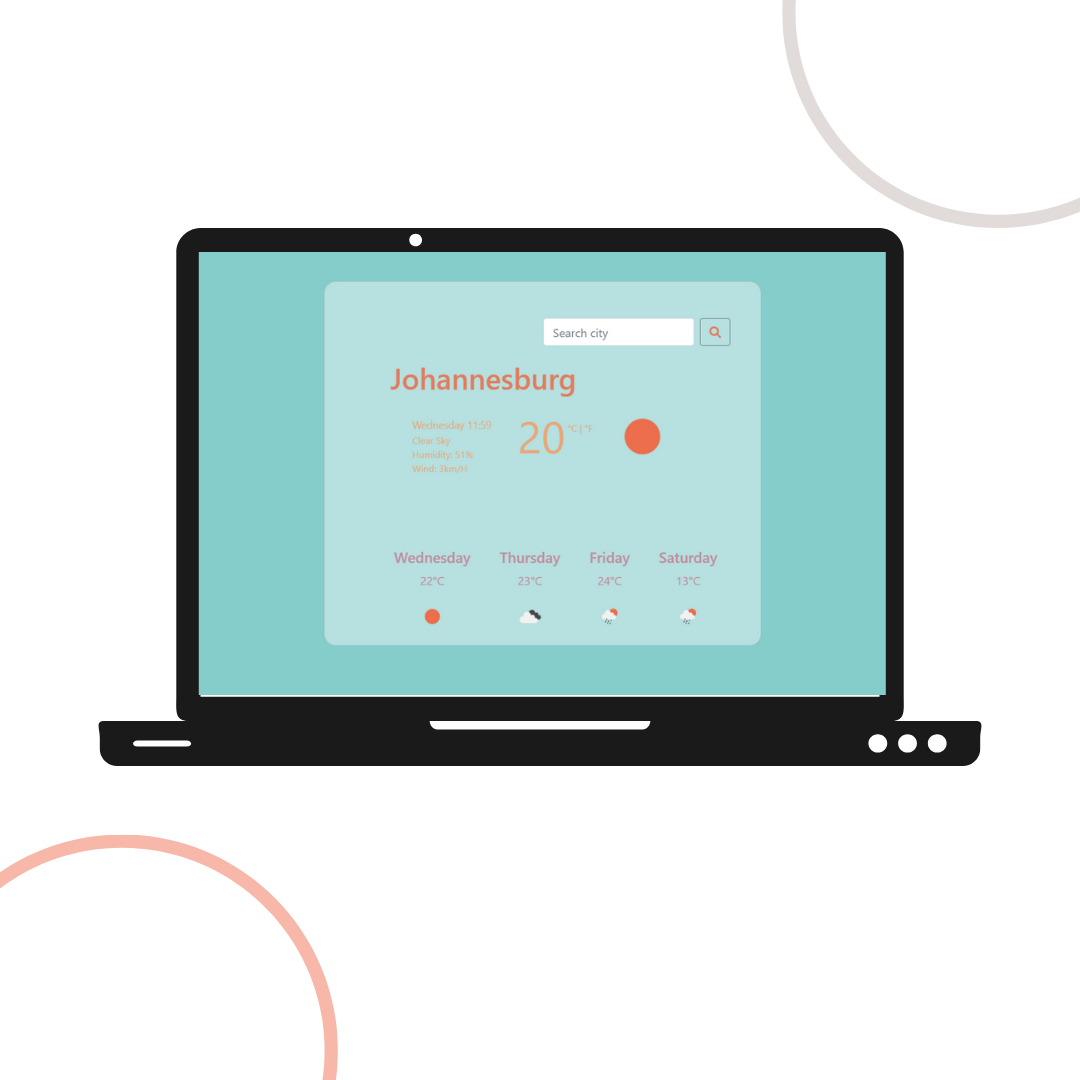 Search city
Johannesburg
Wednesday 11:59
Clear Sky
Humidity: 51%
Wind: 3km/H
20 °C | °F
Wednesday Thursday Friday Saturday
22°C 23°C 24°C 13°C